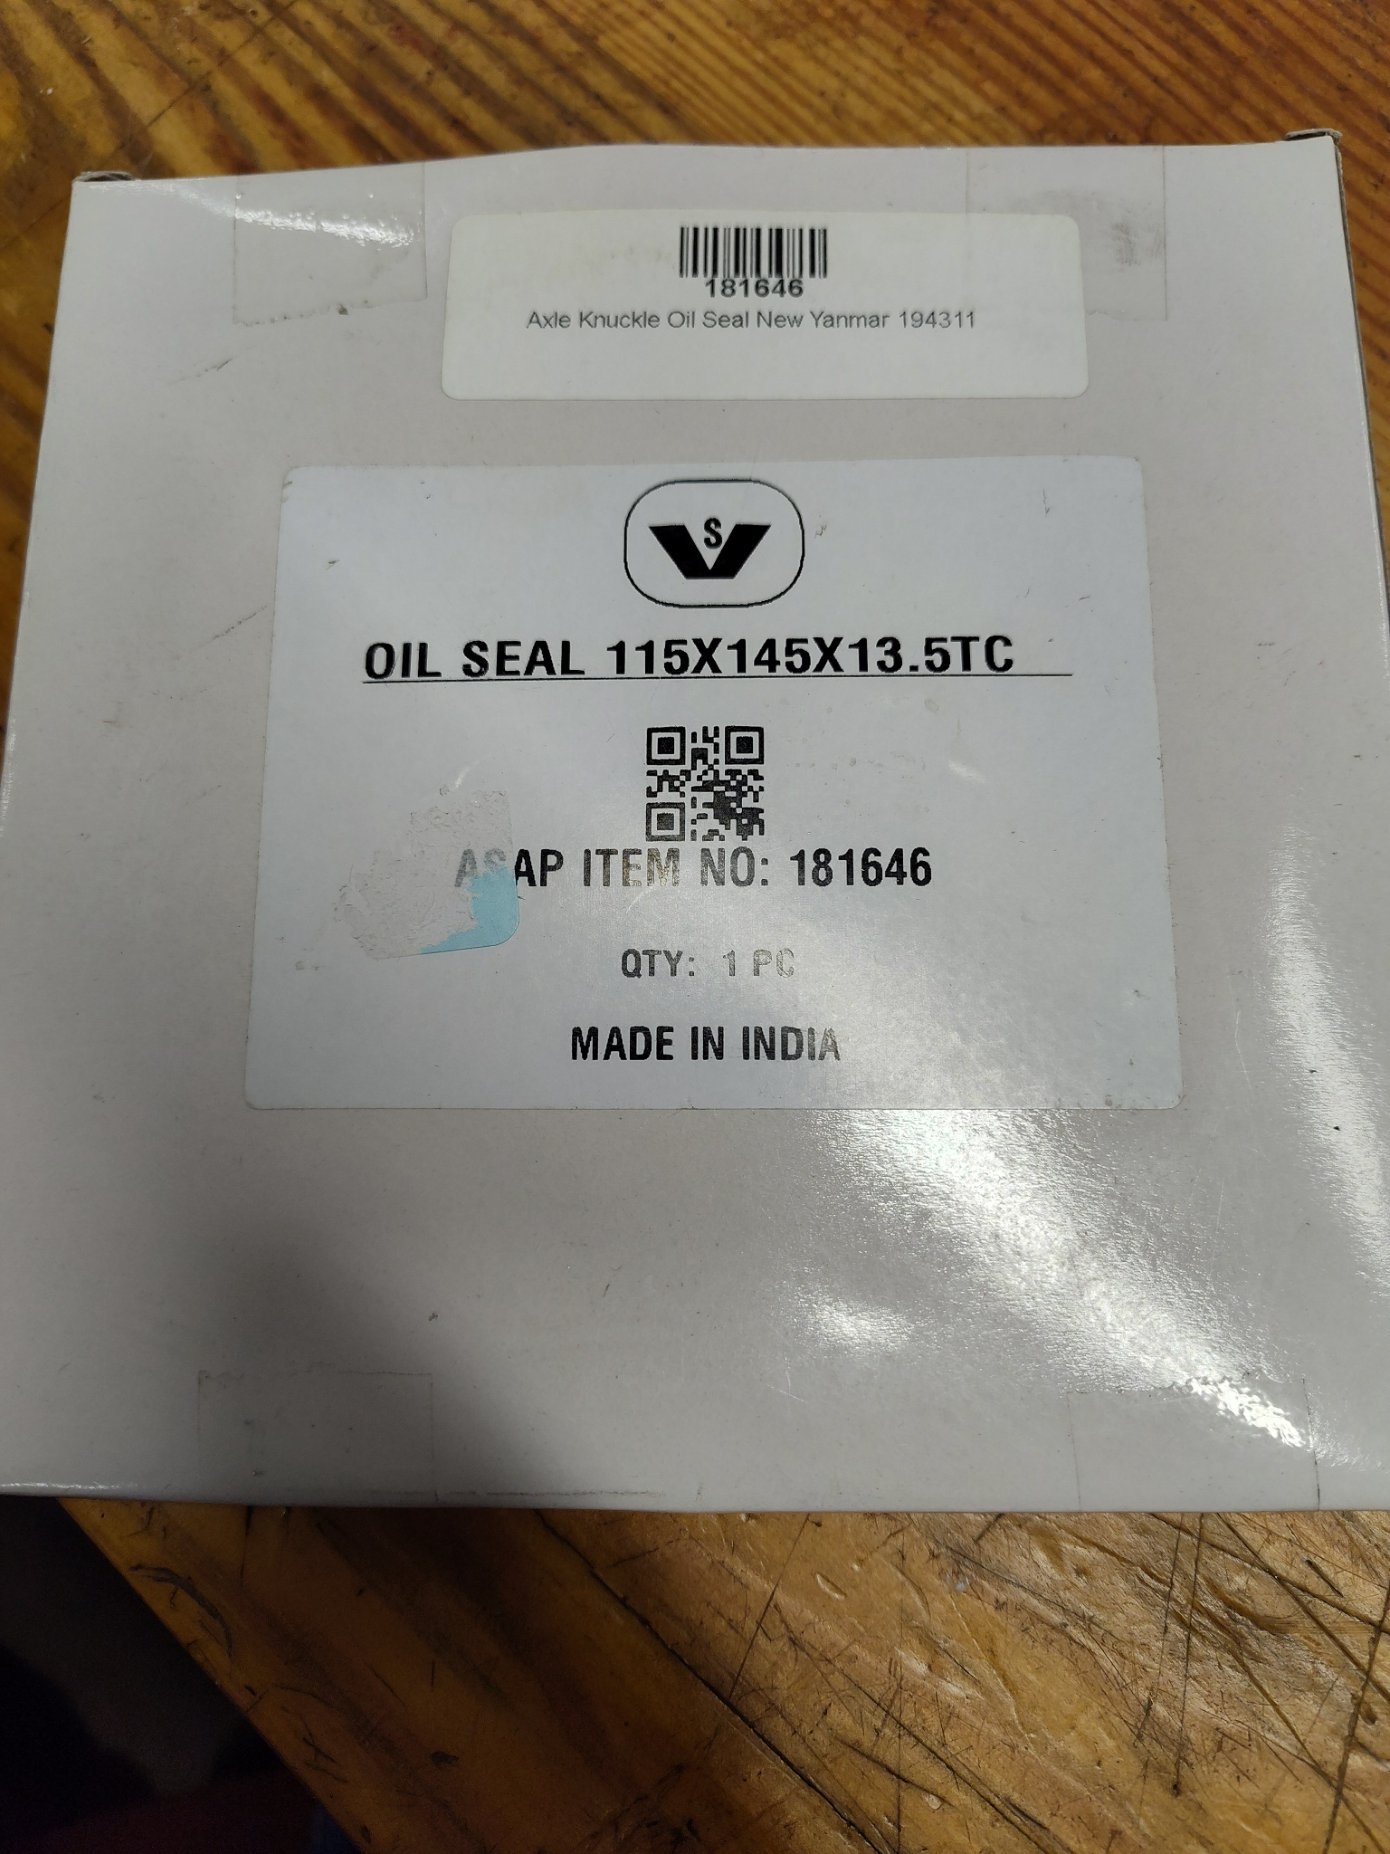 181646
Axle Knuckle Oil Seal New Yanmar 194311
S
V
OIL SEAL 115X145X13.5TC
ASAP ITEM NO: 181646
QTY: 1 PC
MADE IN INDIA